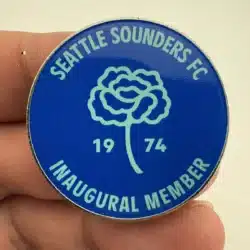 SEATTLE SOUNDERS FC
19 74
INAUGURAL MEMBER